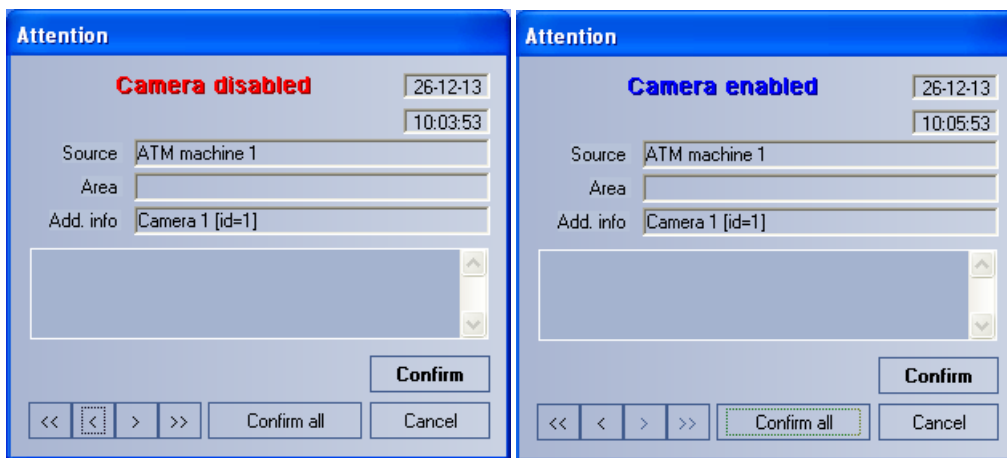 Attention
Camera disabled
26-12-13
10:03:53
Source ATM machine 1
Area
Add. info Camera 1 [id=1]
Confirm
<< < > >> Confirm all Cancel
Attention
Camera enabled
26-12-13
10:05:53
Source ATM machine 1
Area
Add. info Camera 1 [id=1]
Confirm
<< < > >> Confirm all Cancel